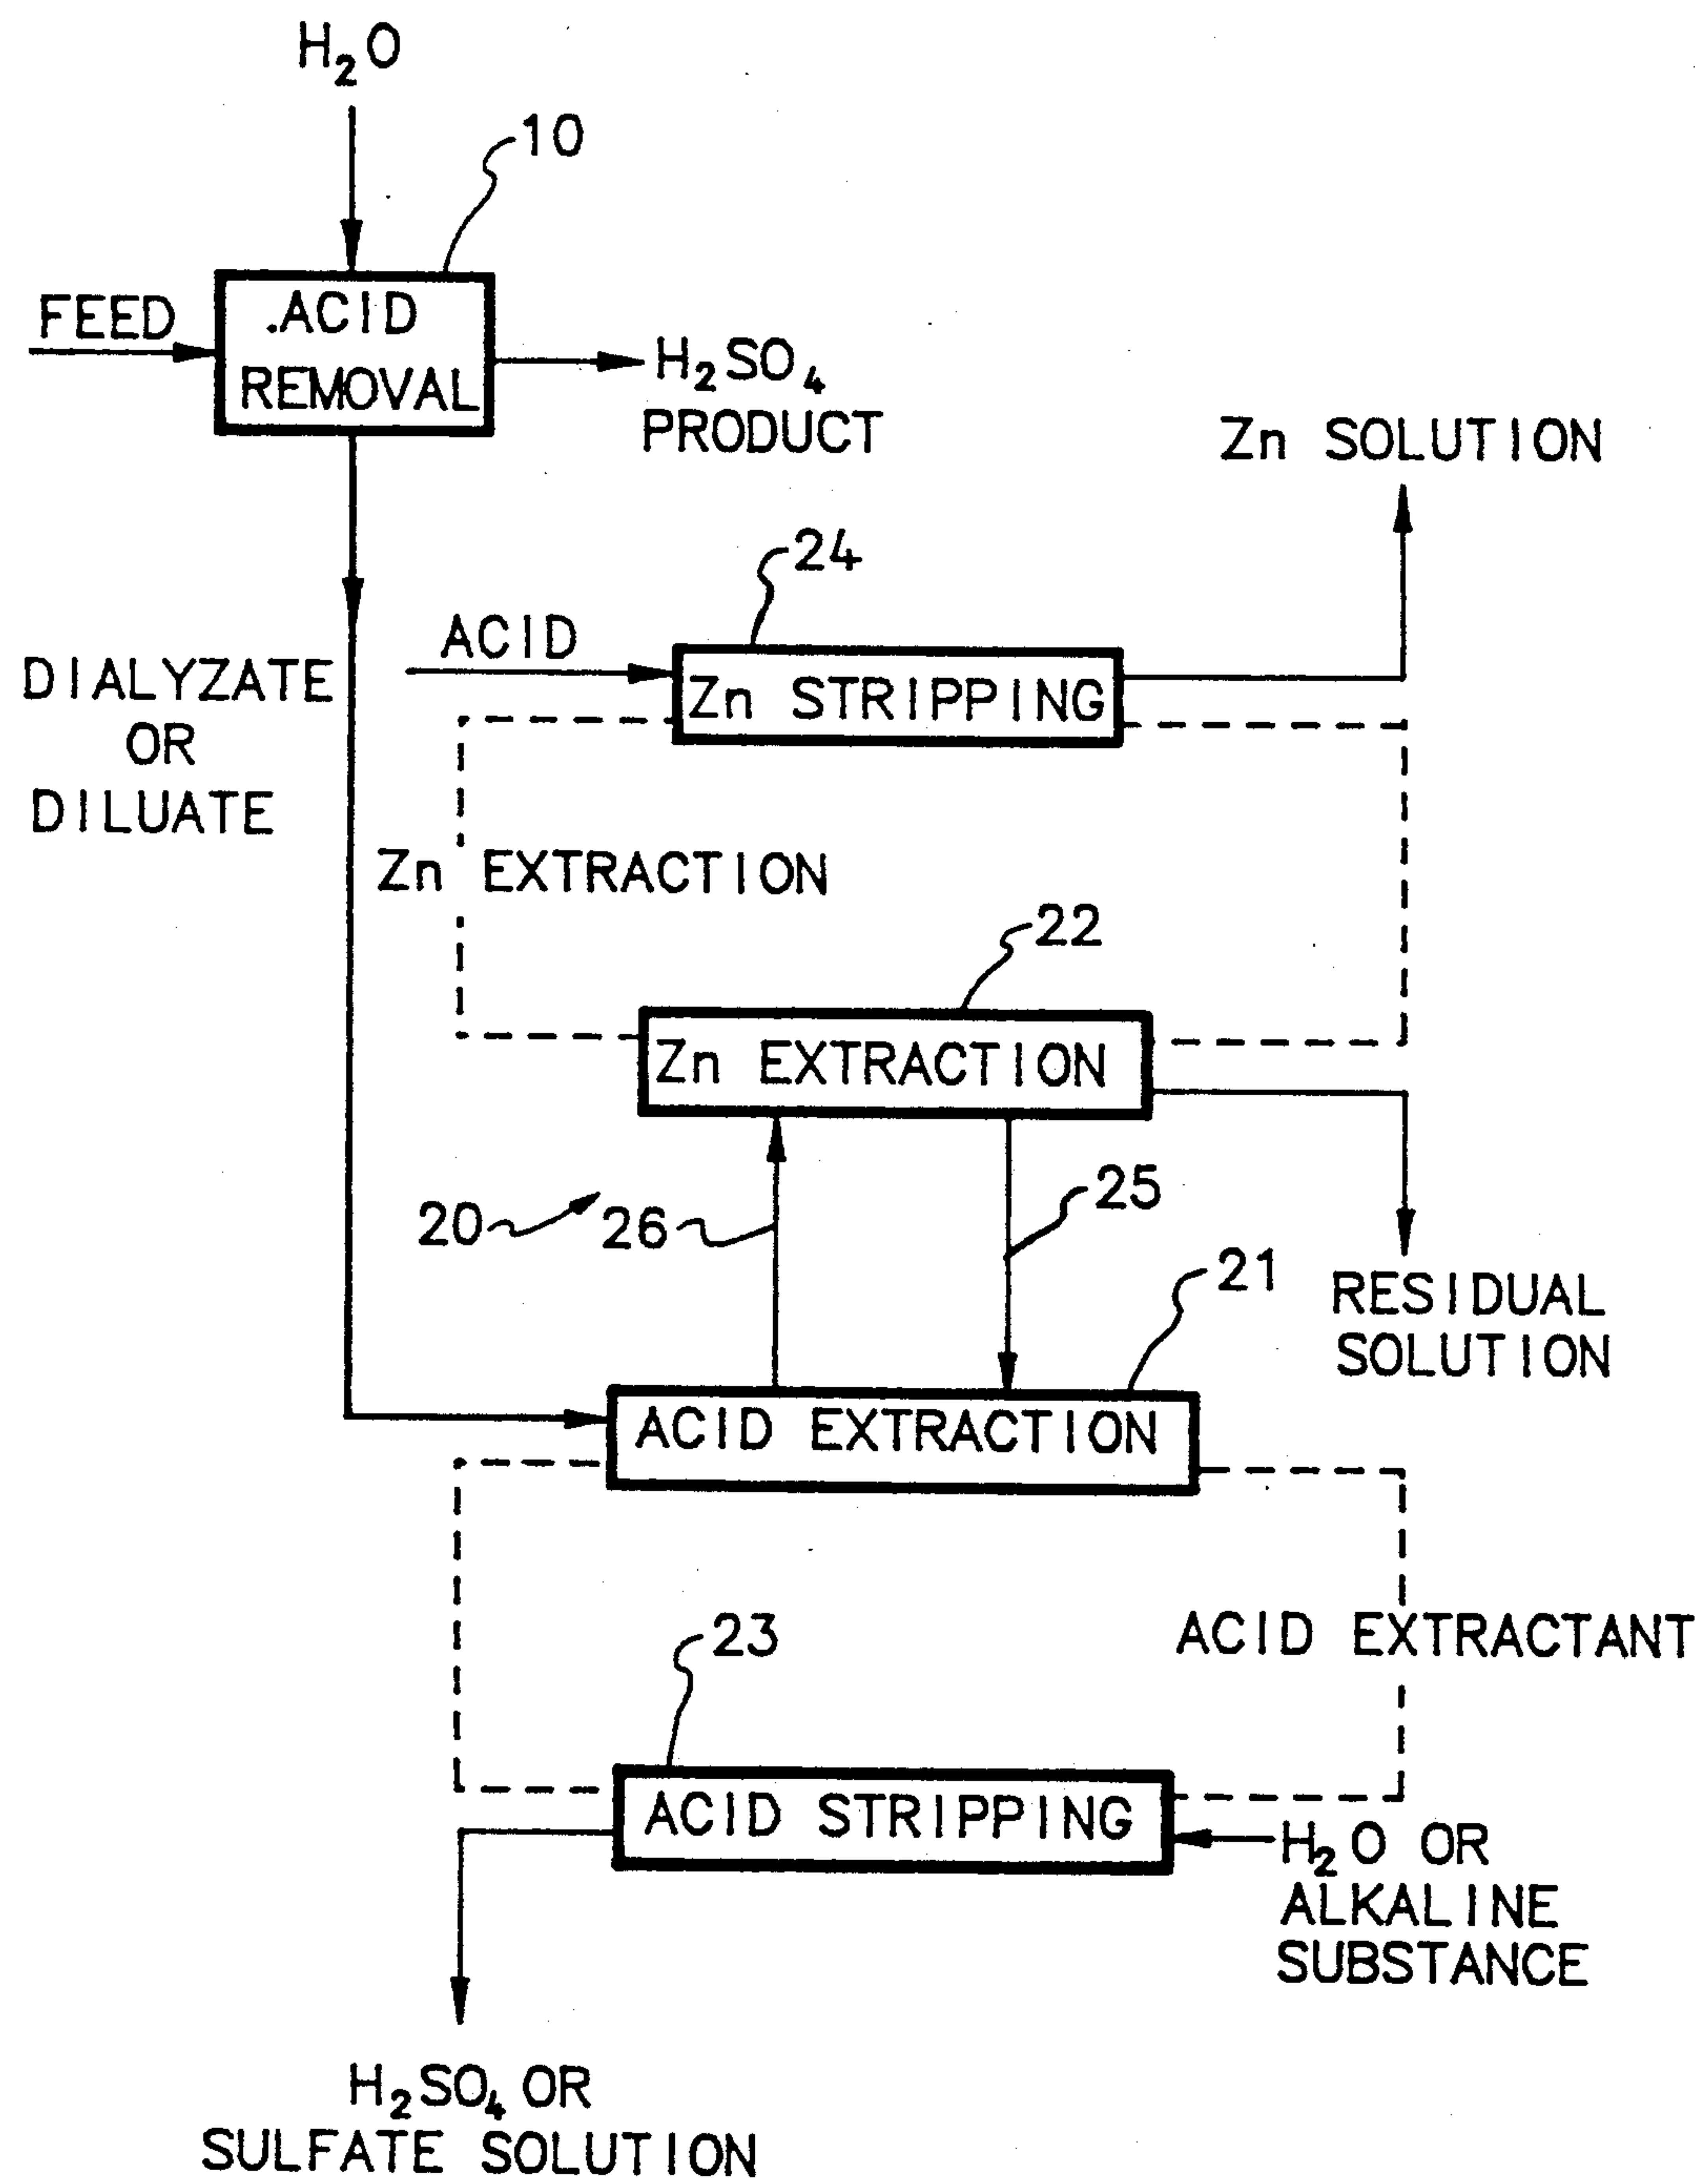 H₂O
10
FEED
.ACID
REMOVAL
H₂SO₄
PRODUCT
Zn SOLUTION
24
ACID
Zn STRIPPING
DIALYZATE
OR
DILUATE
Zn EXTRACTION
22
Zn EXTRACTION
20
26
25
21
RESIDUAL
SOLUTION
ACID EXTRACTION
23
ACID EXTRACTANT
ACID STRIPPING
H₂O OR
ALKALINE
SUBSTANCE
H₂SO₄ OR
SULFATE SOLUTION